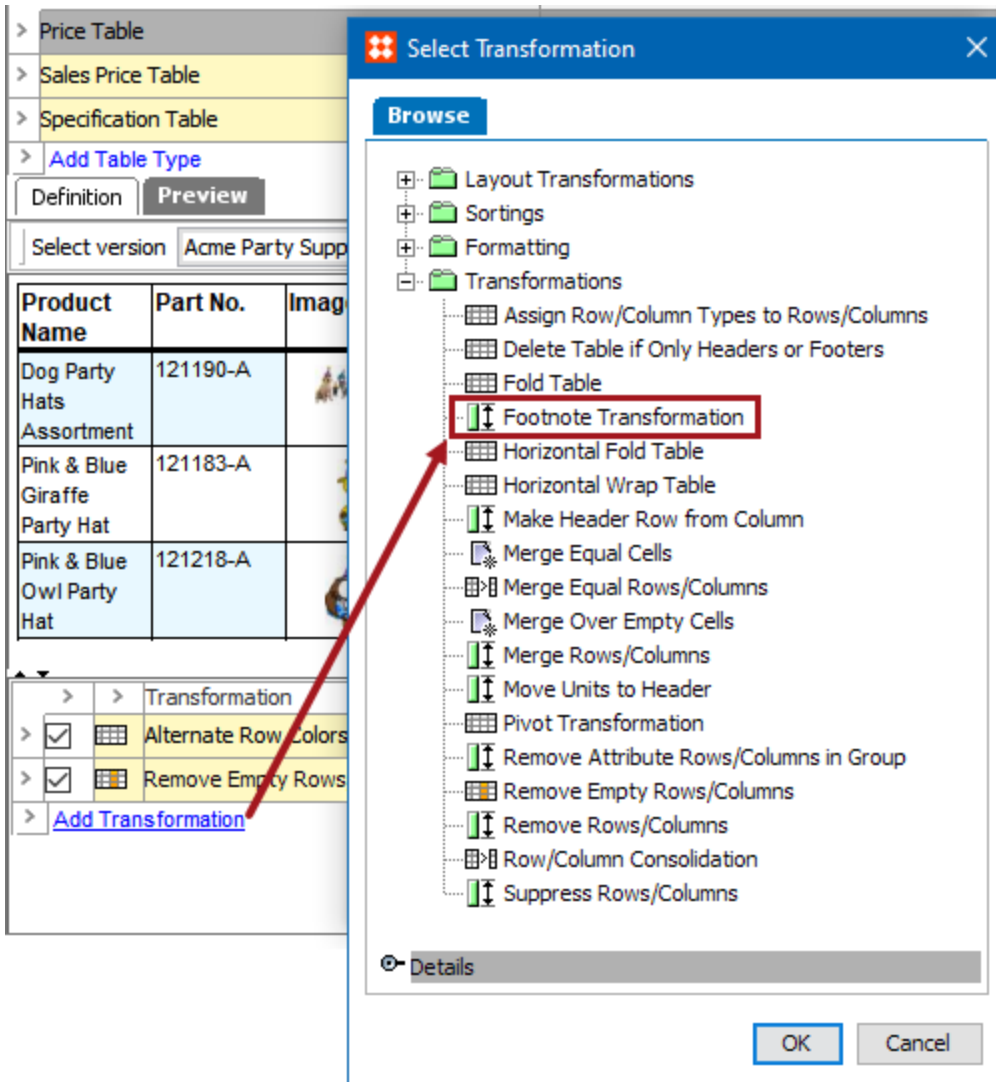 Price Table
Sales Price Table
Specification Table
Add Table Type
Definition Preview
Select version Acme Party Supp
Product Name Part No. Imag
Dog Party Hats Assortment 121190-A
Pink & Blue Giraffe Party Hat 121183-A
Pink & Blue Owl Party Hat 121218-A
Transformation
Alternate Row Colors
Remove Empty Rows
Add Transformation
Select Transformation
Browse
Layout Transformations
Sortings
Formatting
Transformations
Assign Row/Column Types to Rows/Columns
Delete Table if Only Headers or Footers
Fold Table
Footnote Transformation
Horizontal Fold Table
Horizontal Wrap Table
Make Header Row from Column
Merge Equal Cells
Merge Equal Rows/Columns
Merge Over Empty Cells
Merge Rows/Columns
Move Units to Header
Pivot Transformation
Remove Attribute Rows/Columns in Group
Remove Empty Rows/Columns
Remove Rows/Columns
Row/Column Consolidation
Suppress Rows/Columns
Details
OK Cancel